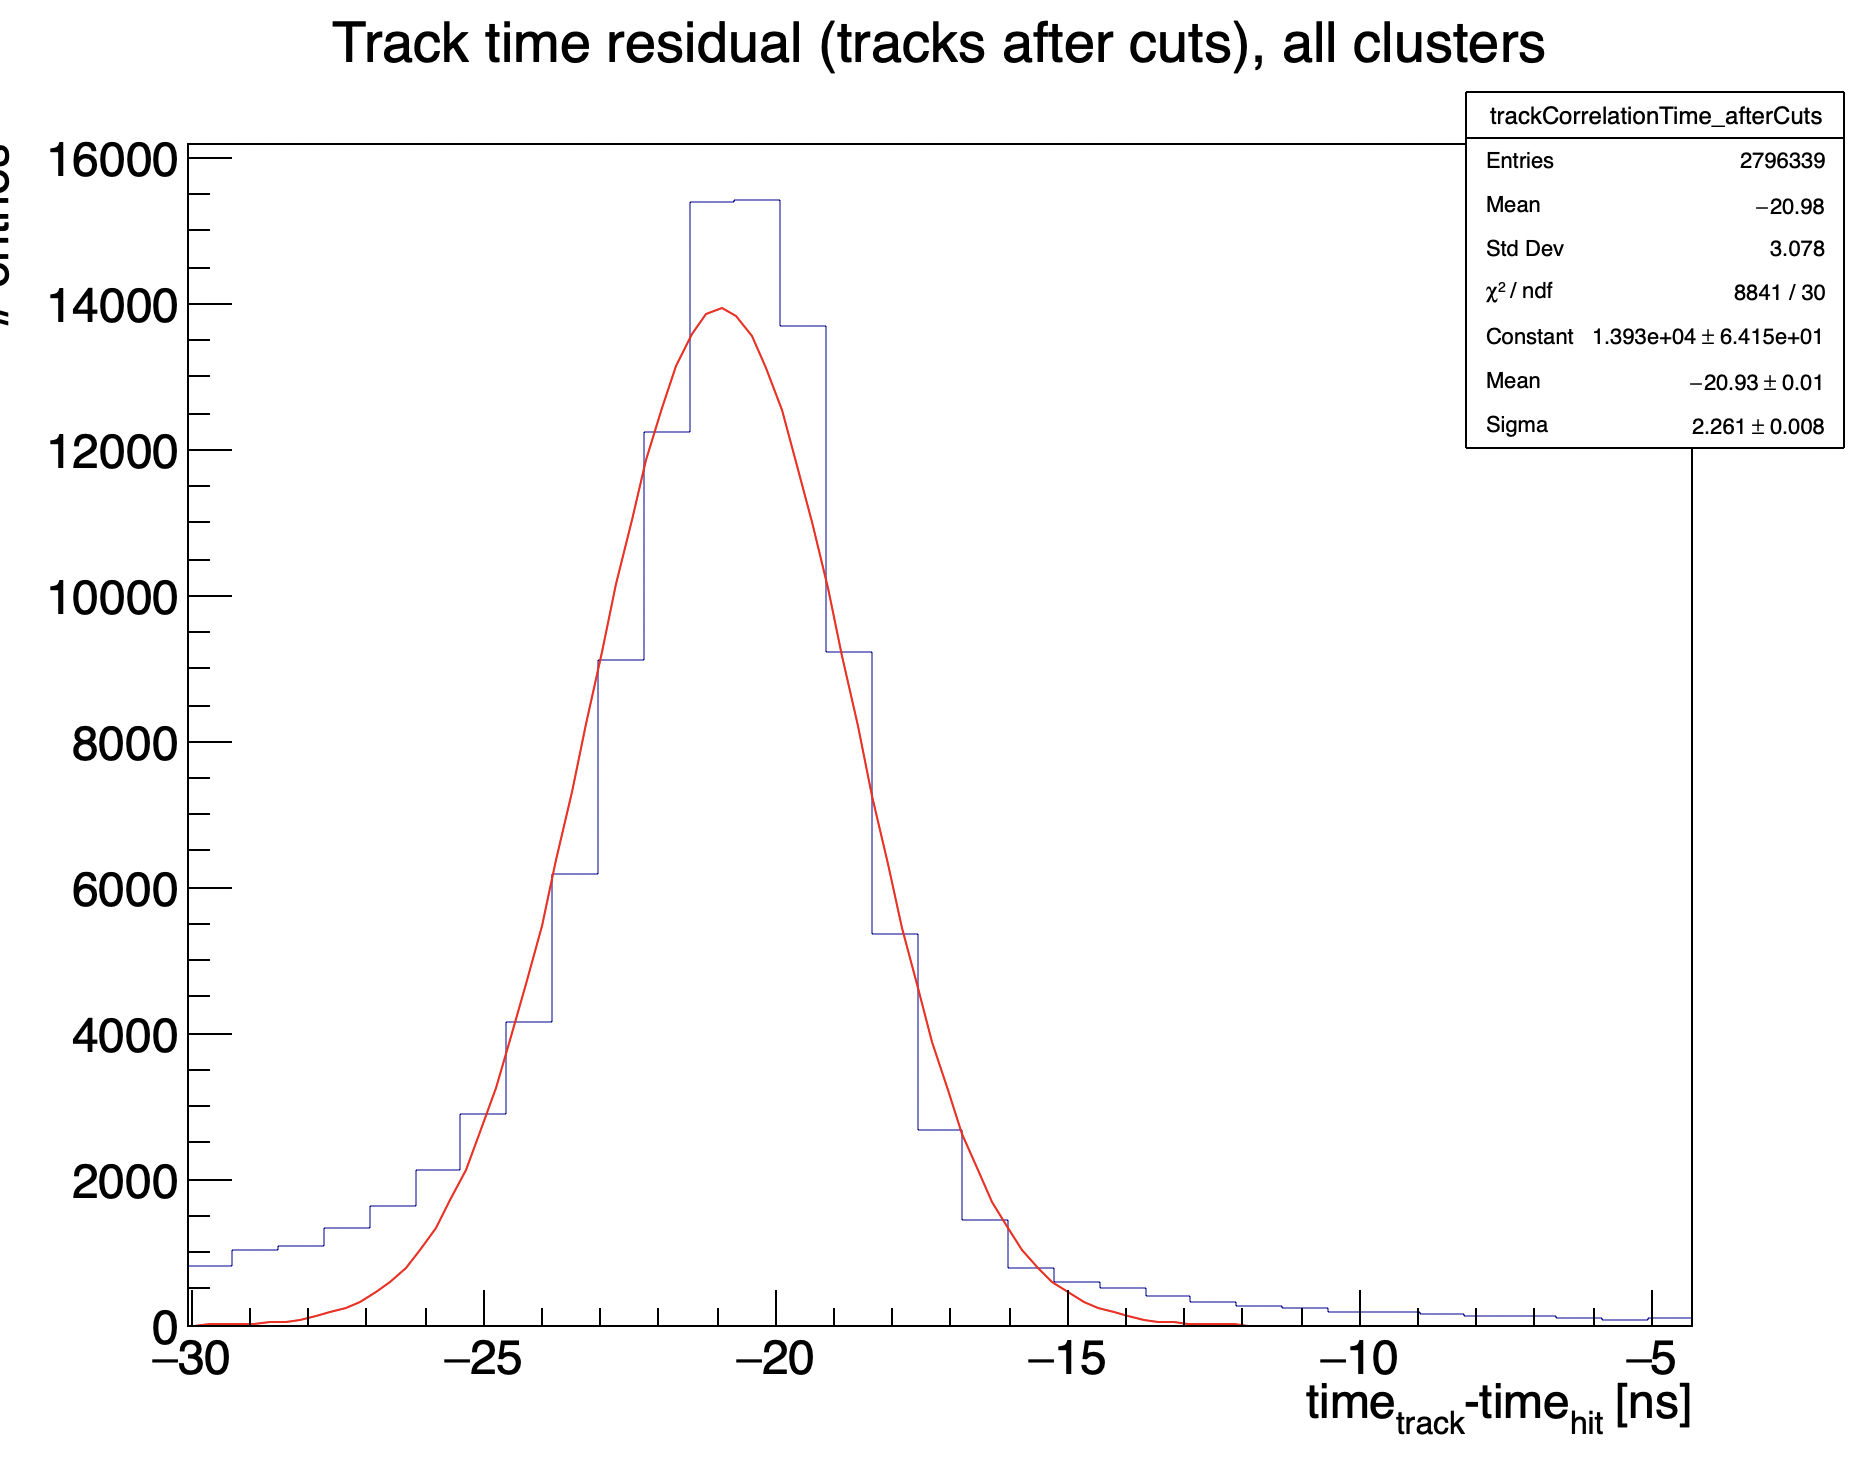 Track time residual (tracks after cuts), all clusters
trackCorrelationTime_afterCuts
Entries 2796339
Mean −20.98
Std Dev 3.078
χ² / ndf 8841 / 30
Constant 1.393e+04 ± 6.415e+01
Mean −20.93 ± 0.01
Sigma 2.261 ± 0.008
16000
14000
12000
10000
8000
6000
4000
2000
0
−30 −25 −20 −15 −10 −5
time_track-time_hit [ns]